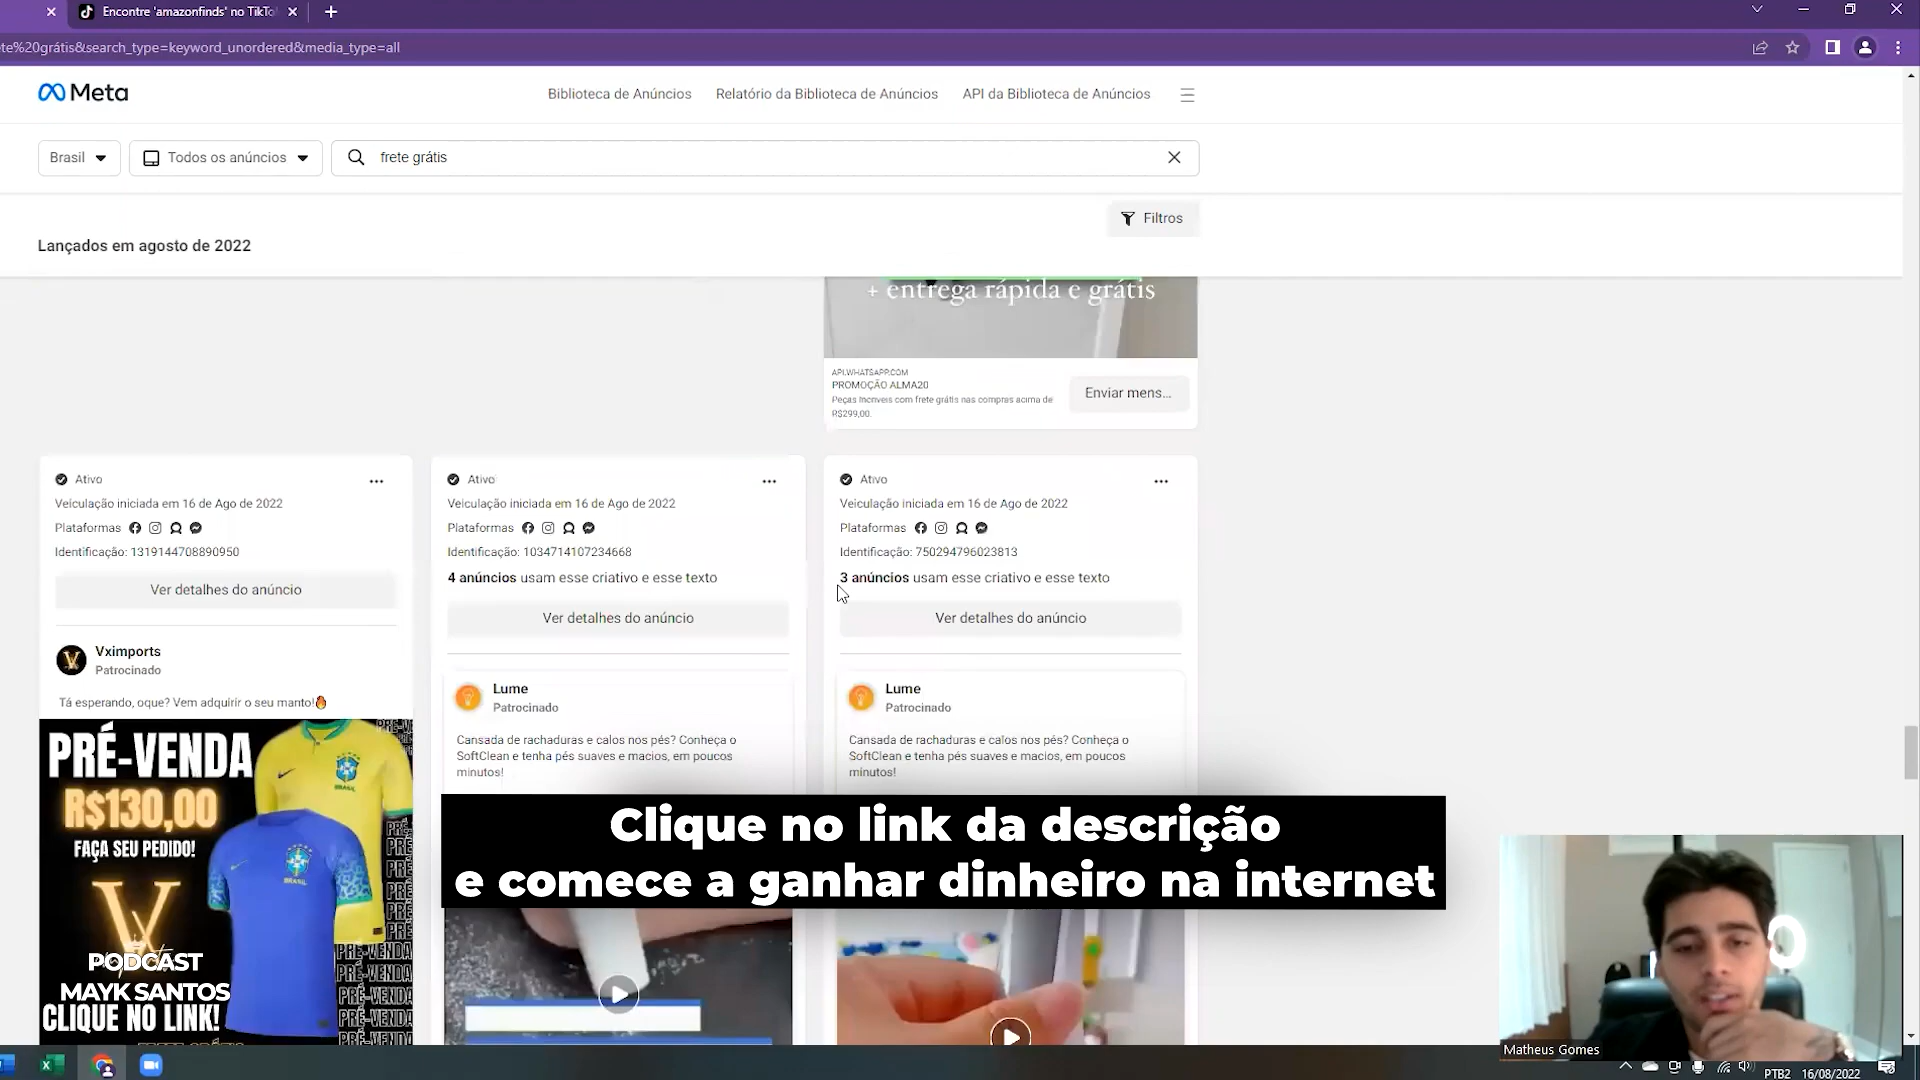 Encontre 'amazonfinds' no TikTo
te%20grátis&search_type=keyword_unordered&media_type=all
Meta
Biblioteca de Anúncios
Relatório da Biblioteca de Anúncios
API da Biblioteca de Anúncios
Brasil
Todos os anúncios
frete grátis
Filtros
Lançados em agosto de 2022
+ entrega rápida e grátis
API.WHATSAPP.COM
PROMOÇÃO ALMA20
Peças Incríveis com frete grátis nas compras acima de
R$299,00.
Enviar mens...
Ativo
Veiculação iniciada em 16 de Ago de 2022
Plataformas
Identificação: 1319144708890950
Ver detalhes do anúncio
Vximports
Patrocinado
Tá esperando, oque? Vem adquirir o seu manto!🔥
PRÉ-VENDA
R$130,00
FAÇA SEU PEDIDO!
V
BRASIL
BRASIL
PRÉ-VENDA
PRÉ-VENDA
PRÉ-VENDA
PRÉ-VENDA
PODCAST
MAYK SANTOS
CLIQUE NO LINK!
Ativo
Veiculação iniciada em 16 de Ago de 2022
Plataformas
Identificação: 1034714107234668
4 anúncios usam esse criativo e esse texto
Ver detalhes do anúncio
Lume
Patrocinado
Cansada de rachaduras e calos nos pés? Conheça o
SoftClean e tenha pés suaves e macios, em poucos
minutos!
Ativo
Veiculação iniciada em 16 de Ago de 2022
Plataformas
Identificação: 750294796023813
3 anúncios usam esse criativo e esse texto
Ver detalhes do anúncio
Lume
Patrocinado
Cansada de rachaduras e calos nos pés? Conheça o
SoftClean e tenha pés suaves e macios, em poucos
minutos!
Clique no link da descrição
e comece a ganhar dinheiro na internet
Matheus Gomes
PTB2
16/08/2022